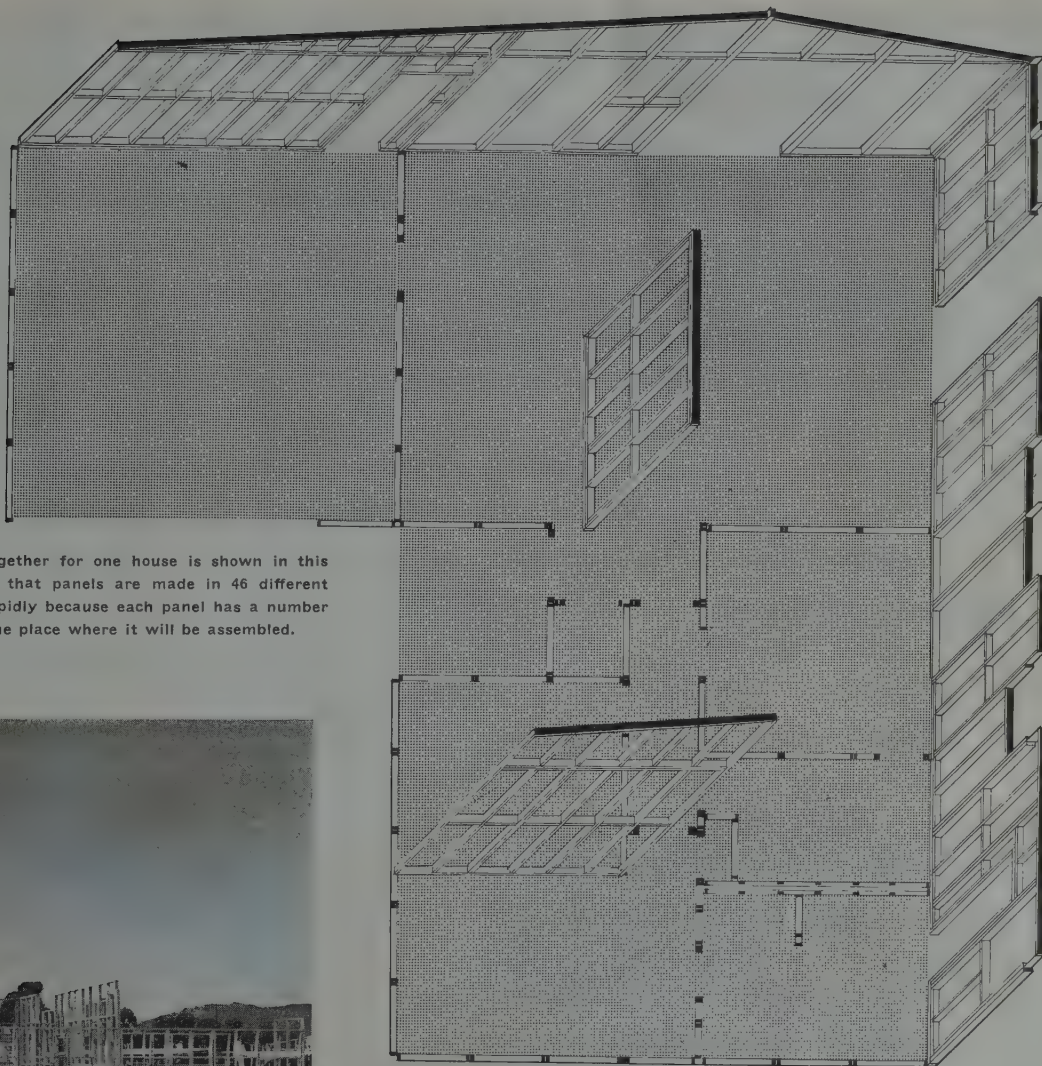 gether for one house is shown in this
that panels are made in 46 different
pidly because each panel has a number
e place where it will be assembled.